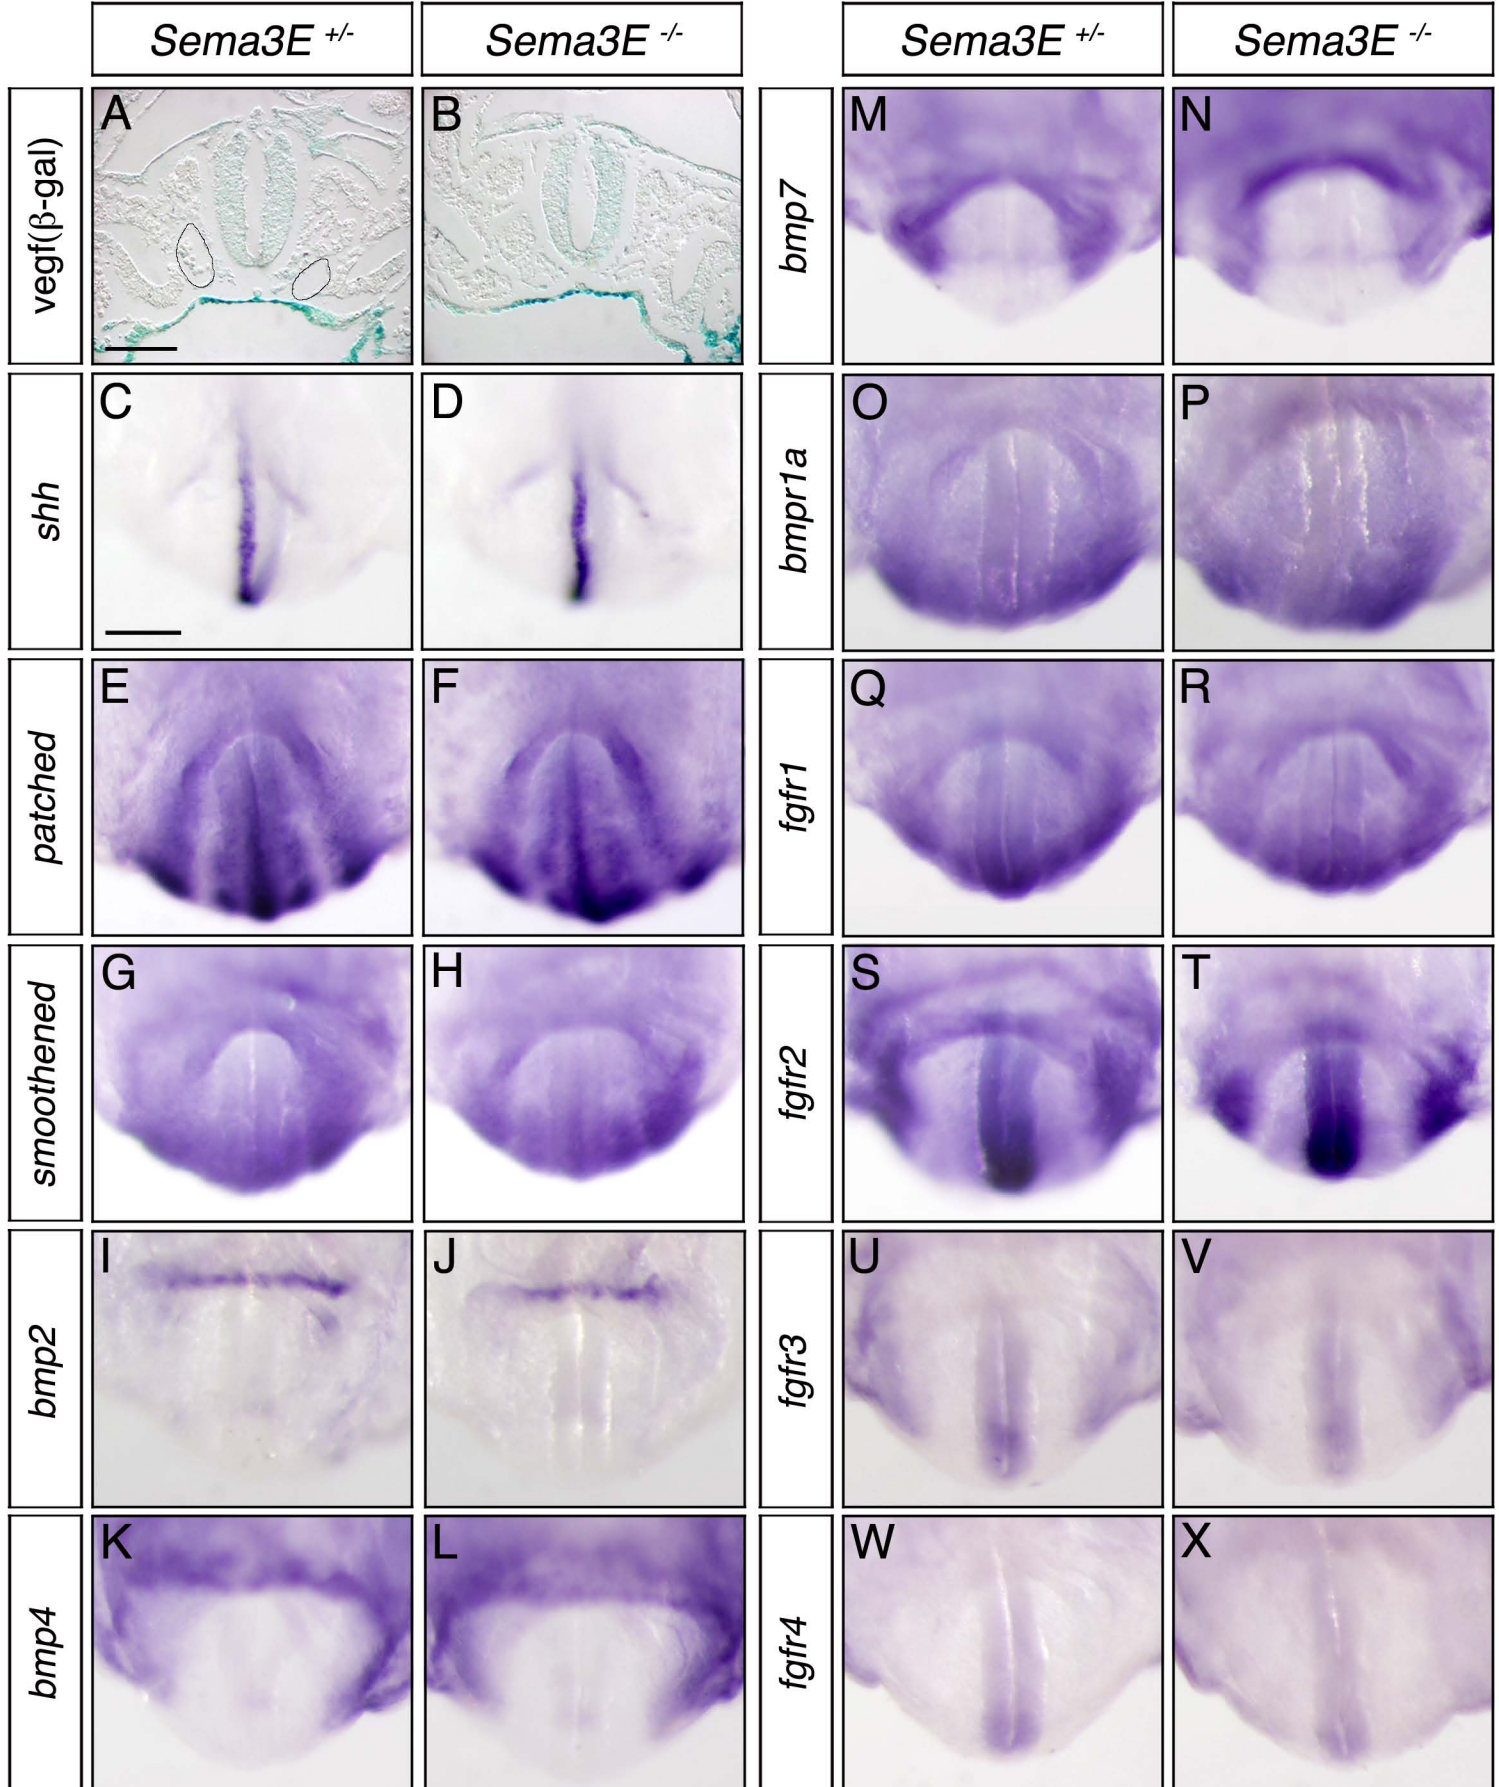 Sema3E +/-
Sema3E -/-
Sema3E +/-
Sema3E -/-
vegf(β-gal)
A
B
bmp7
M
N
shh
C
D
bmpr1a
O
P
patched
E
F
fgfr1
Q
R
smoothened
G
H
fgfr2
S
T
bmp2
I
J
fgfr3
U
V
bmp4
K
L
fgfr4
W
X